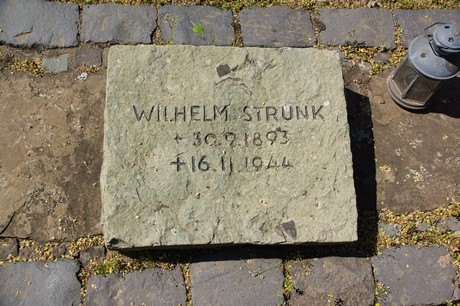 WILHELM STRUNK
+ 30.9.1893
✝ 16.11.1944